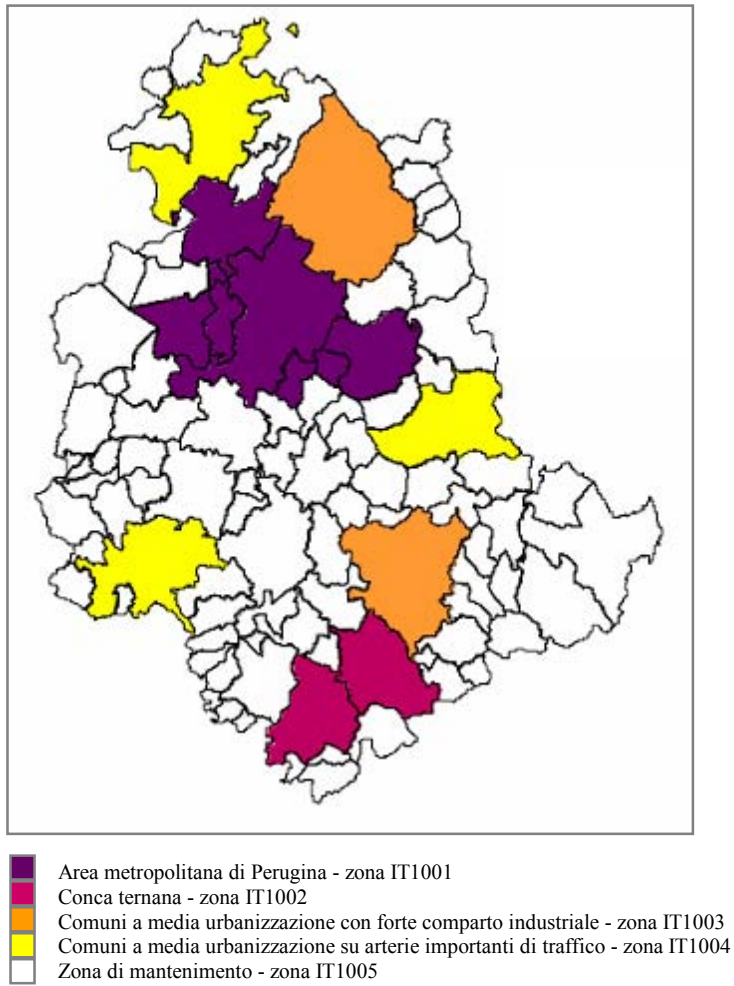 Area metropolitana di Perugina - zona IT1001
Conca ternana - zona IT1002
Comuni a media urbanizzazione con forte comparto industriale - zona IT1003
Comuni a media urbanizzazione su arterie importanti di traffico - zona IT1004
Zona di mantenimento - zona IT1005